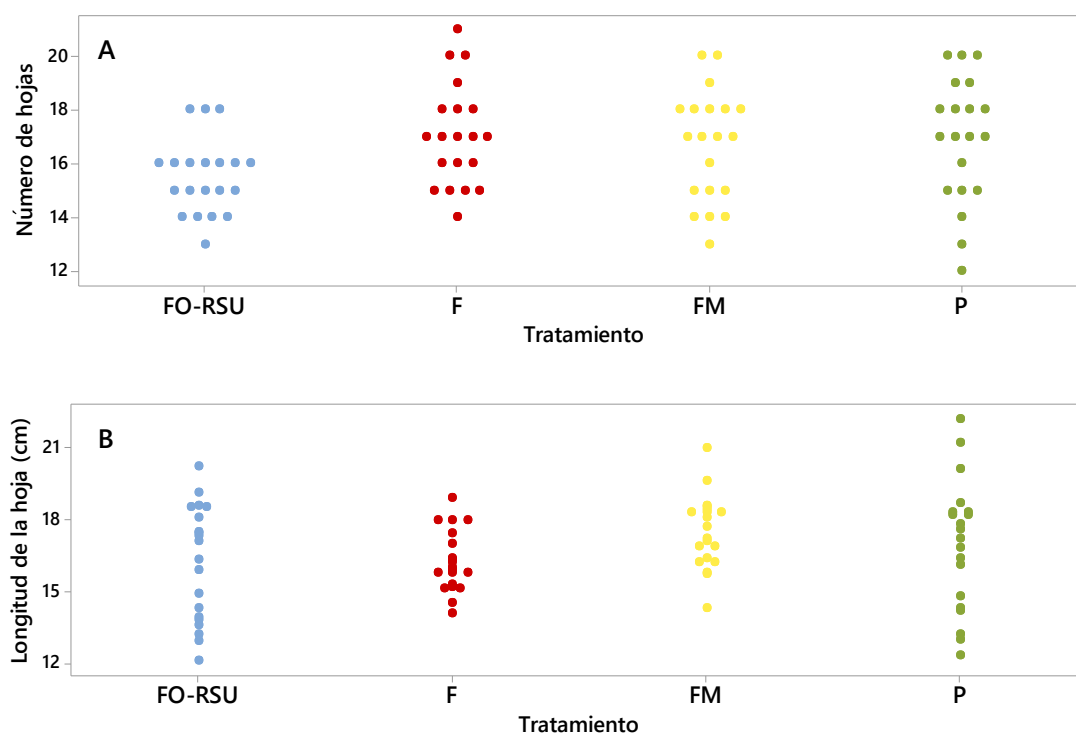 A
Número de hojas
20
18
16
14
12
FO-RSU F FM P
Tratamiento
B
Longitud de la hoja (cm)
21
18
15
12
FO-RSU F FM P
Tratamiento